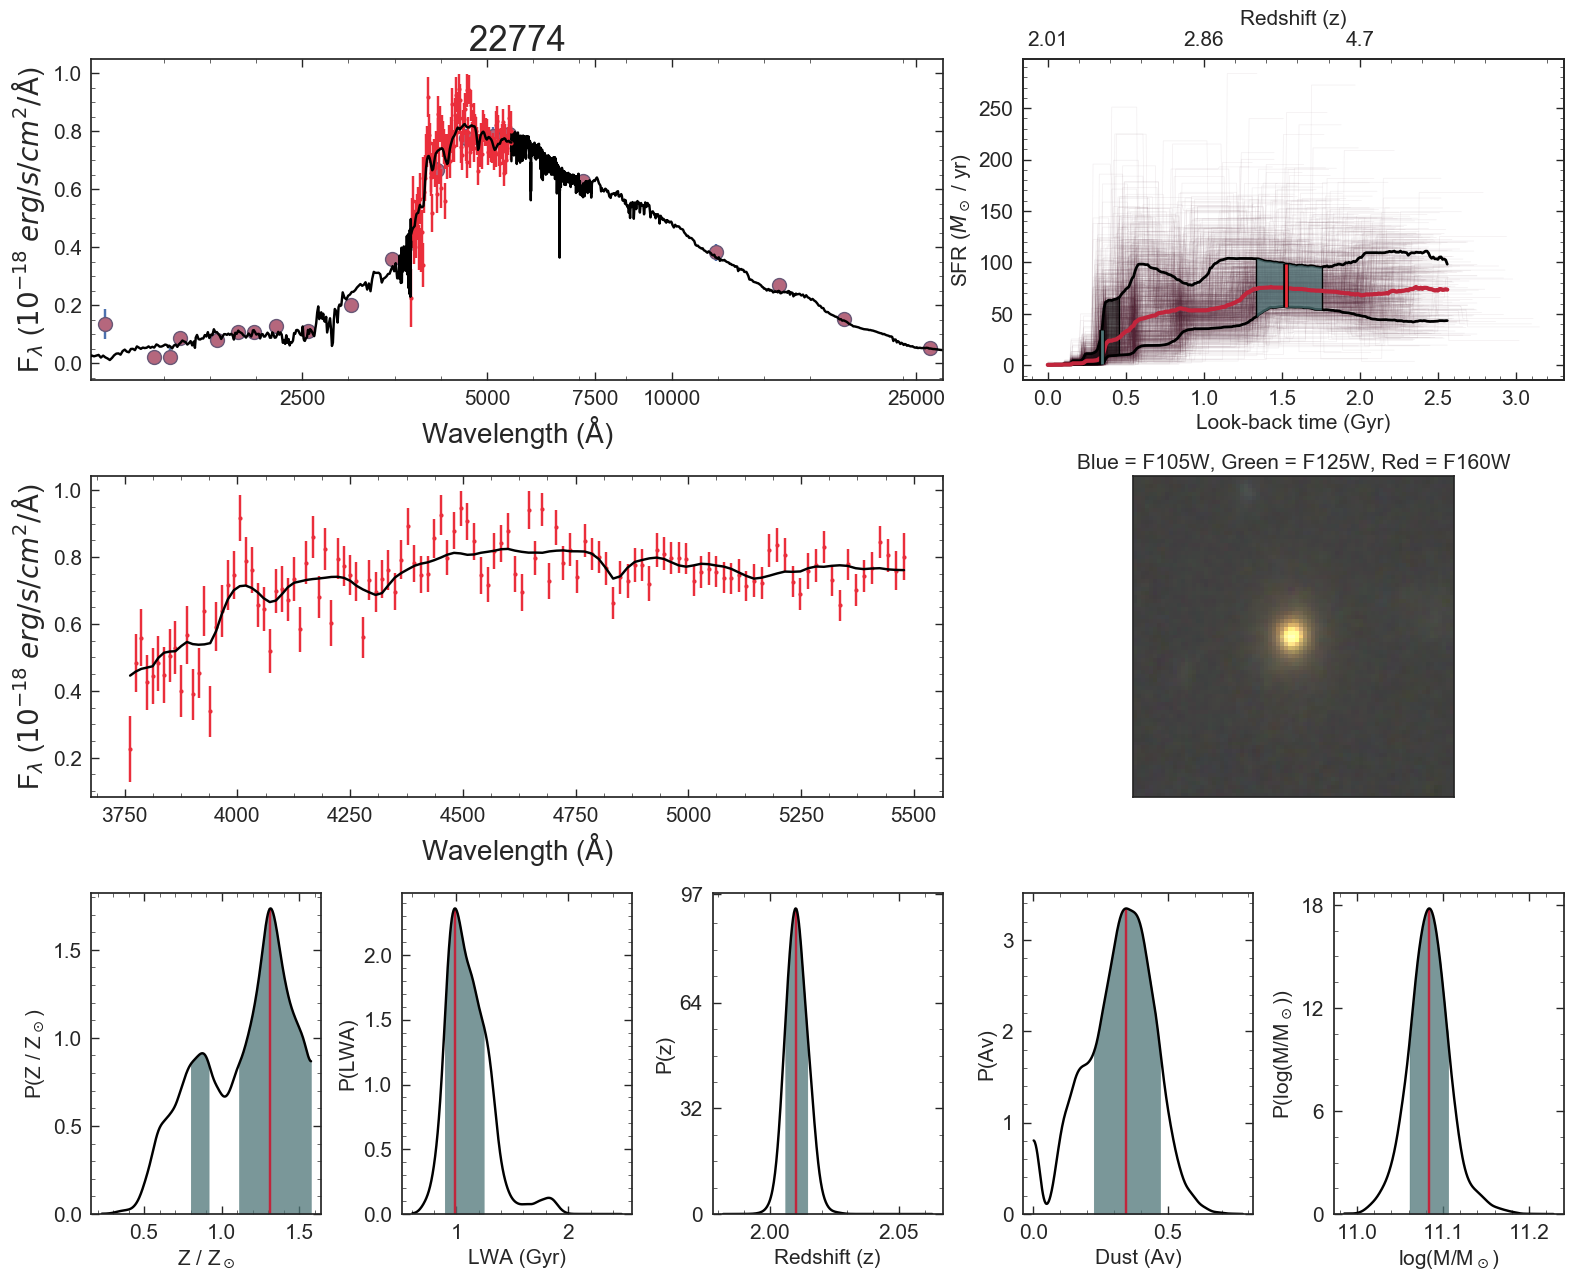 22774
1.0
0.8
0.6
0.4
0.2
0.0
F_λ (10^{-18} erg/s/cm^2/Å)
2500 5000 7500 10000 25000
Wavelength (Å)
Redshift (z)
2.01 2.86 4.7
250
200
150
100
50
0
SFR (M_⊙ / yr)
0.0 0.5 1.0 1.5 2.0 2.5 3.0
Look-back time (Gyr)
1.0
0.8
0.6
0.4
0.2
F_λ (10^{-18} erg/s/cm^2/Å)
3750 4000 4250 4500 4750 5000 5250 5500
Wavelength (Å)
Blue = F105W, Green = F125W, Red = F160W
1.5
1.0
0.5
0.0
P(Z / Z_⊙)
0.5 1.0 1.5
Z / Z_⊙
2.0
1.5
1.0
0.5
0.0
P(LWA)
1 2
LWA (Gyr)
97
64
32
0
P(z)
2.00 2.05
Redshift (z)
3
2
1
0
P(Av)
0.0 0.5
Dust (Av)
18
12
6
0
P(log(M/M_⊙))
11.0 11.1 11.2
log(M/M_⊙)